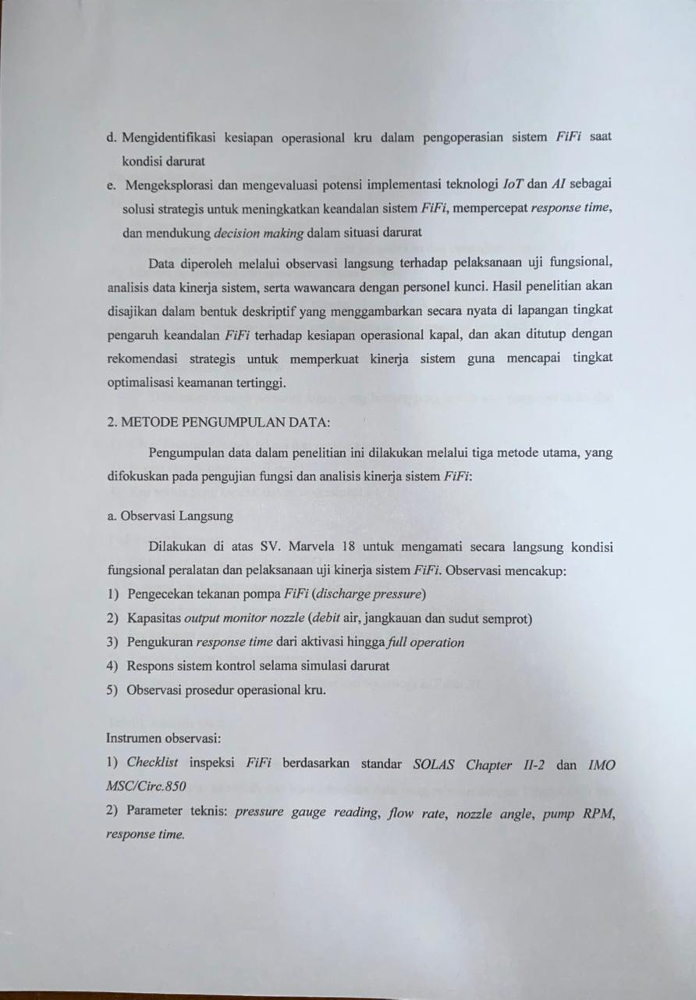 d. Mengidentifikasi kesiapan operasional kru dalam pengoperasian sistem FiFi saat
kondisi darurat
e. Mengeksplorasi dan mengevaluasi potensi implementasi teknologi IoT dan AI sebagai
solusi strategis untuk meningkatkan keandalan sistem FiFi, mempercepat response time,
dan mendukung decision making dalam situasi darurat
Data diperoleh melalui observasi langsung terhadap pelaksanaan uji fungsional,
analisis data kinerja sistem, serta wawancara dengan personel kunci. Hasil penelitian akan
disajikan dalam bentuk deskriptif yang menggambarkan secara nyata di lapangan tingkat
pengaruh keandalan FiFi terhadap kesiapan operasional kapal, dan akan ditutup dengan
rekomendasi strategis untuk memperkuat kinerja sistem guna mencapai tingkat
optimalisasi keamanan tertinggi.
2. METODE PENGUMPULAN DATA:
Pengumpulan data dalam penelitian ini dilakukan melalui tiga metode utama, yang
difokuskan pada pengujian fungsi dan analisis kinerja sistem FiFi:
a. Observasi Langsung
Dilakukan di atas SV. Marvela 18 untuk mengamati secara langsung kondisi
fungsional peralatan dan pelaksanaan uji kinerja sistem FiFi. Observasi mencakup:
1) Pengecekan tekanan pompa FiFi (discharge pressure)
2) Kapasitas output monitor nozzle (debit air, jangkauan dan sudut semprot)
3) Pengukuran response time dari aktivasi hingga full operation
4) Respons sistem kontrol selama simulasi darurat
5) Observasi prosedur operasional kru.
Instrumen observasi:
1) Checklist inspeksi FiFi berdasarkan standar SOLAS Chapter II-2 dan IMO
MSC/Circ.850
2) Parameter teknis: pressure gauge reading, flow rate, nozzle angle, pump RPM,
response time.